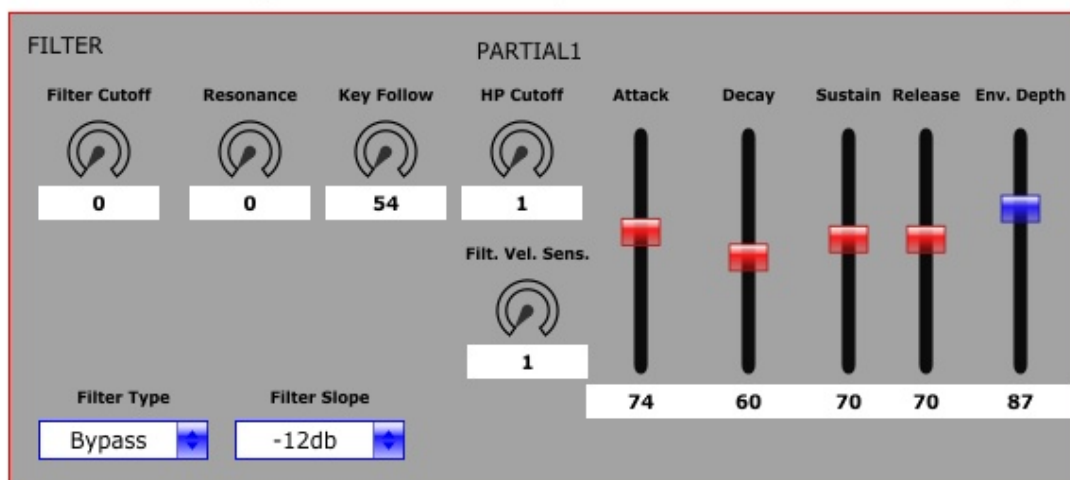 FILTER
PARTIAL1
Filter Cutoff Resonance Key Follow HP Cutoff Attack Decay Sustain Release Env. Depth
0 0 54 1
Filt. Vel. Sens.
1
74 60 70 70 87
Filter Type Filter Slope
Bypass -12db